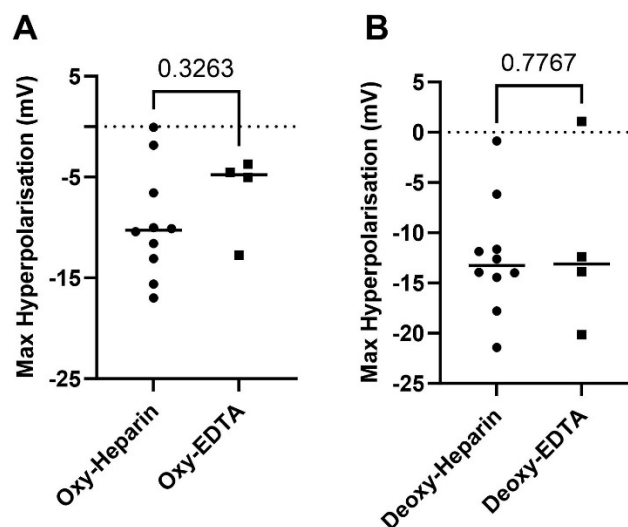 A
0.3263
Max Hyperpolarisation (mV)
5
-5
-15
-25
Oxy-Heparin
Oxy-EDTA
B
0.7767
Max Hyperpolarisation (mV)
5
0
-5
-10
-15
-20
-25
Deoxy-Heparin
Deoxy-EDTA